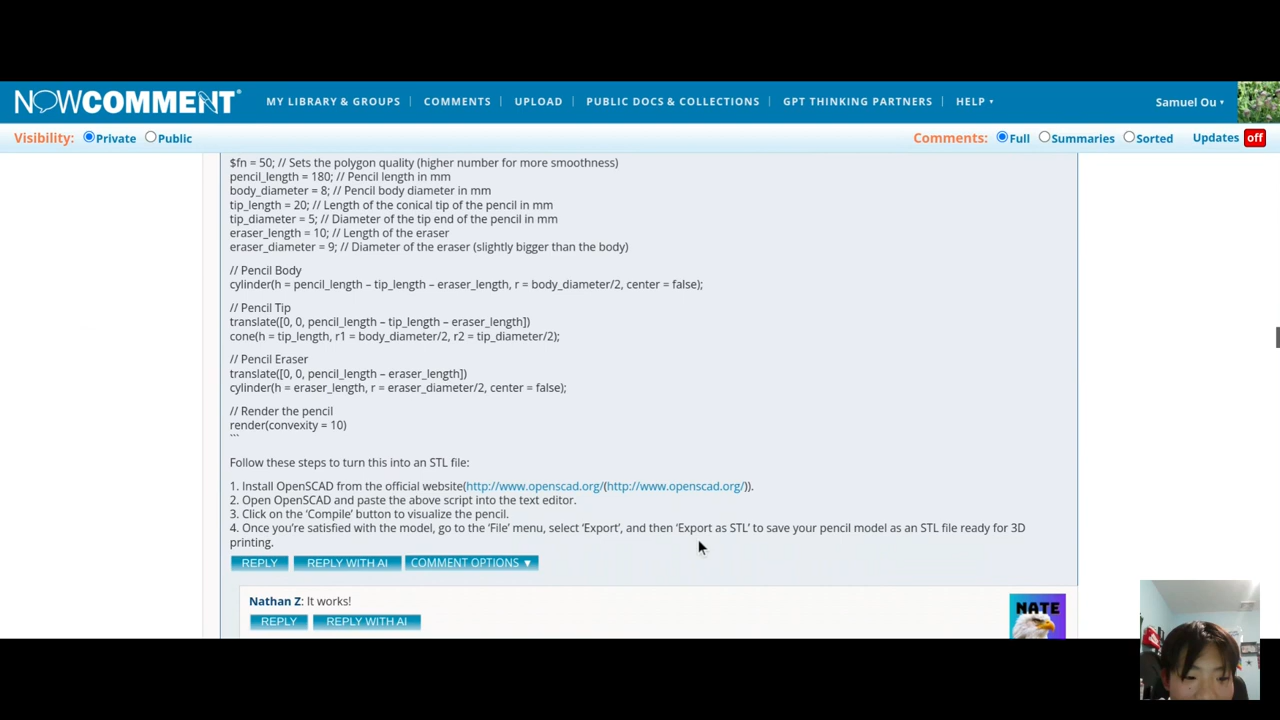 NOWCOMMENT®
MY LIBRARY & GROUPS | COMMENTS | UPLOAD | PUBLIC DOCS & COLLECTIONS | GPT THINKING PARTNERS | HELP ▾
Samuel Ou ▾
Visibility: Private Public
Comments: Full Summaries Sorted Updates off
$fn = 50; // Sets the polygon quality (higher number for more smoothness)
pencil_length = 180; // Pencil length in mm
body_diameter = 8; // Pencil body diameter in mm
tip_length = 20; // Length of the conical tip of the pencil in mm
tip_diameter = 5; // Diameter of the tip end of the pencil in mm
eraser_length = 10; // Length of the eraser
eraser_diameter = 9; // Diameter of the eraser (slightly bigger than the body)
// Pencil Body
cylinder(h = pencil_length – tip_length – eraser_length, r = body_diameter/2, center = false);
// Pencil Tip
translate([0, 0, pencil_length – tip_length – eraser_length])
cone(h = tip_length, r1 = body_diameter/2, r2 = tip_diameter/2);
// Pencil Eraser
translate([0, 0, pencil_length – eraser_length])
cylinder(h = eraser_length, r = eraser_diameter/2, center = false);
// Render the pencil
render(convexity = 10)
```
Follow these steps to turn this into an STL file:
1. Install OpenSCAD from the official website(http://www.openscad.org/(http://www.openscad.org/)).
2. Open OpenSCAD and paste the above script into the text editor.
3. Click on the ‘Compile’ button to visualize the pencil.
4. Once you’re satisfied with the model, go to the ‘File’ menu, select ‘Export’, and then ‘Export as STL’ to save your pencil model as an STL file ready for 3D
printing.
REPLY REPLY WITH AI COMMENT OPTIONS ▼
Nathan Z: It works!
NATE
REPLY REPLY WITH AI